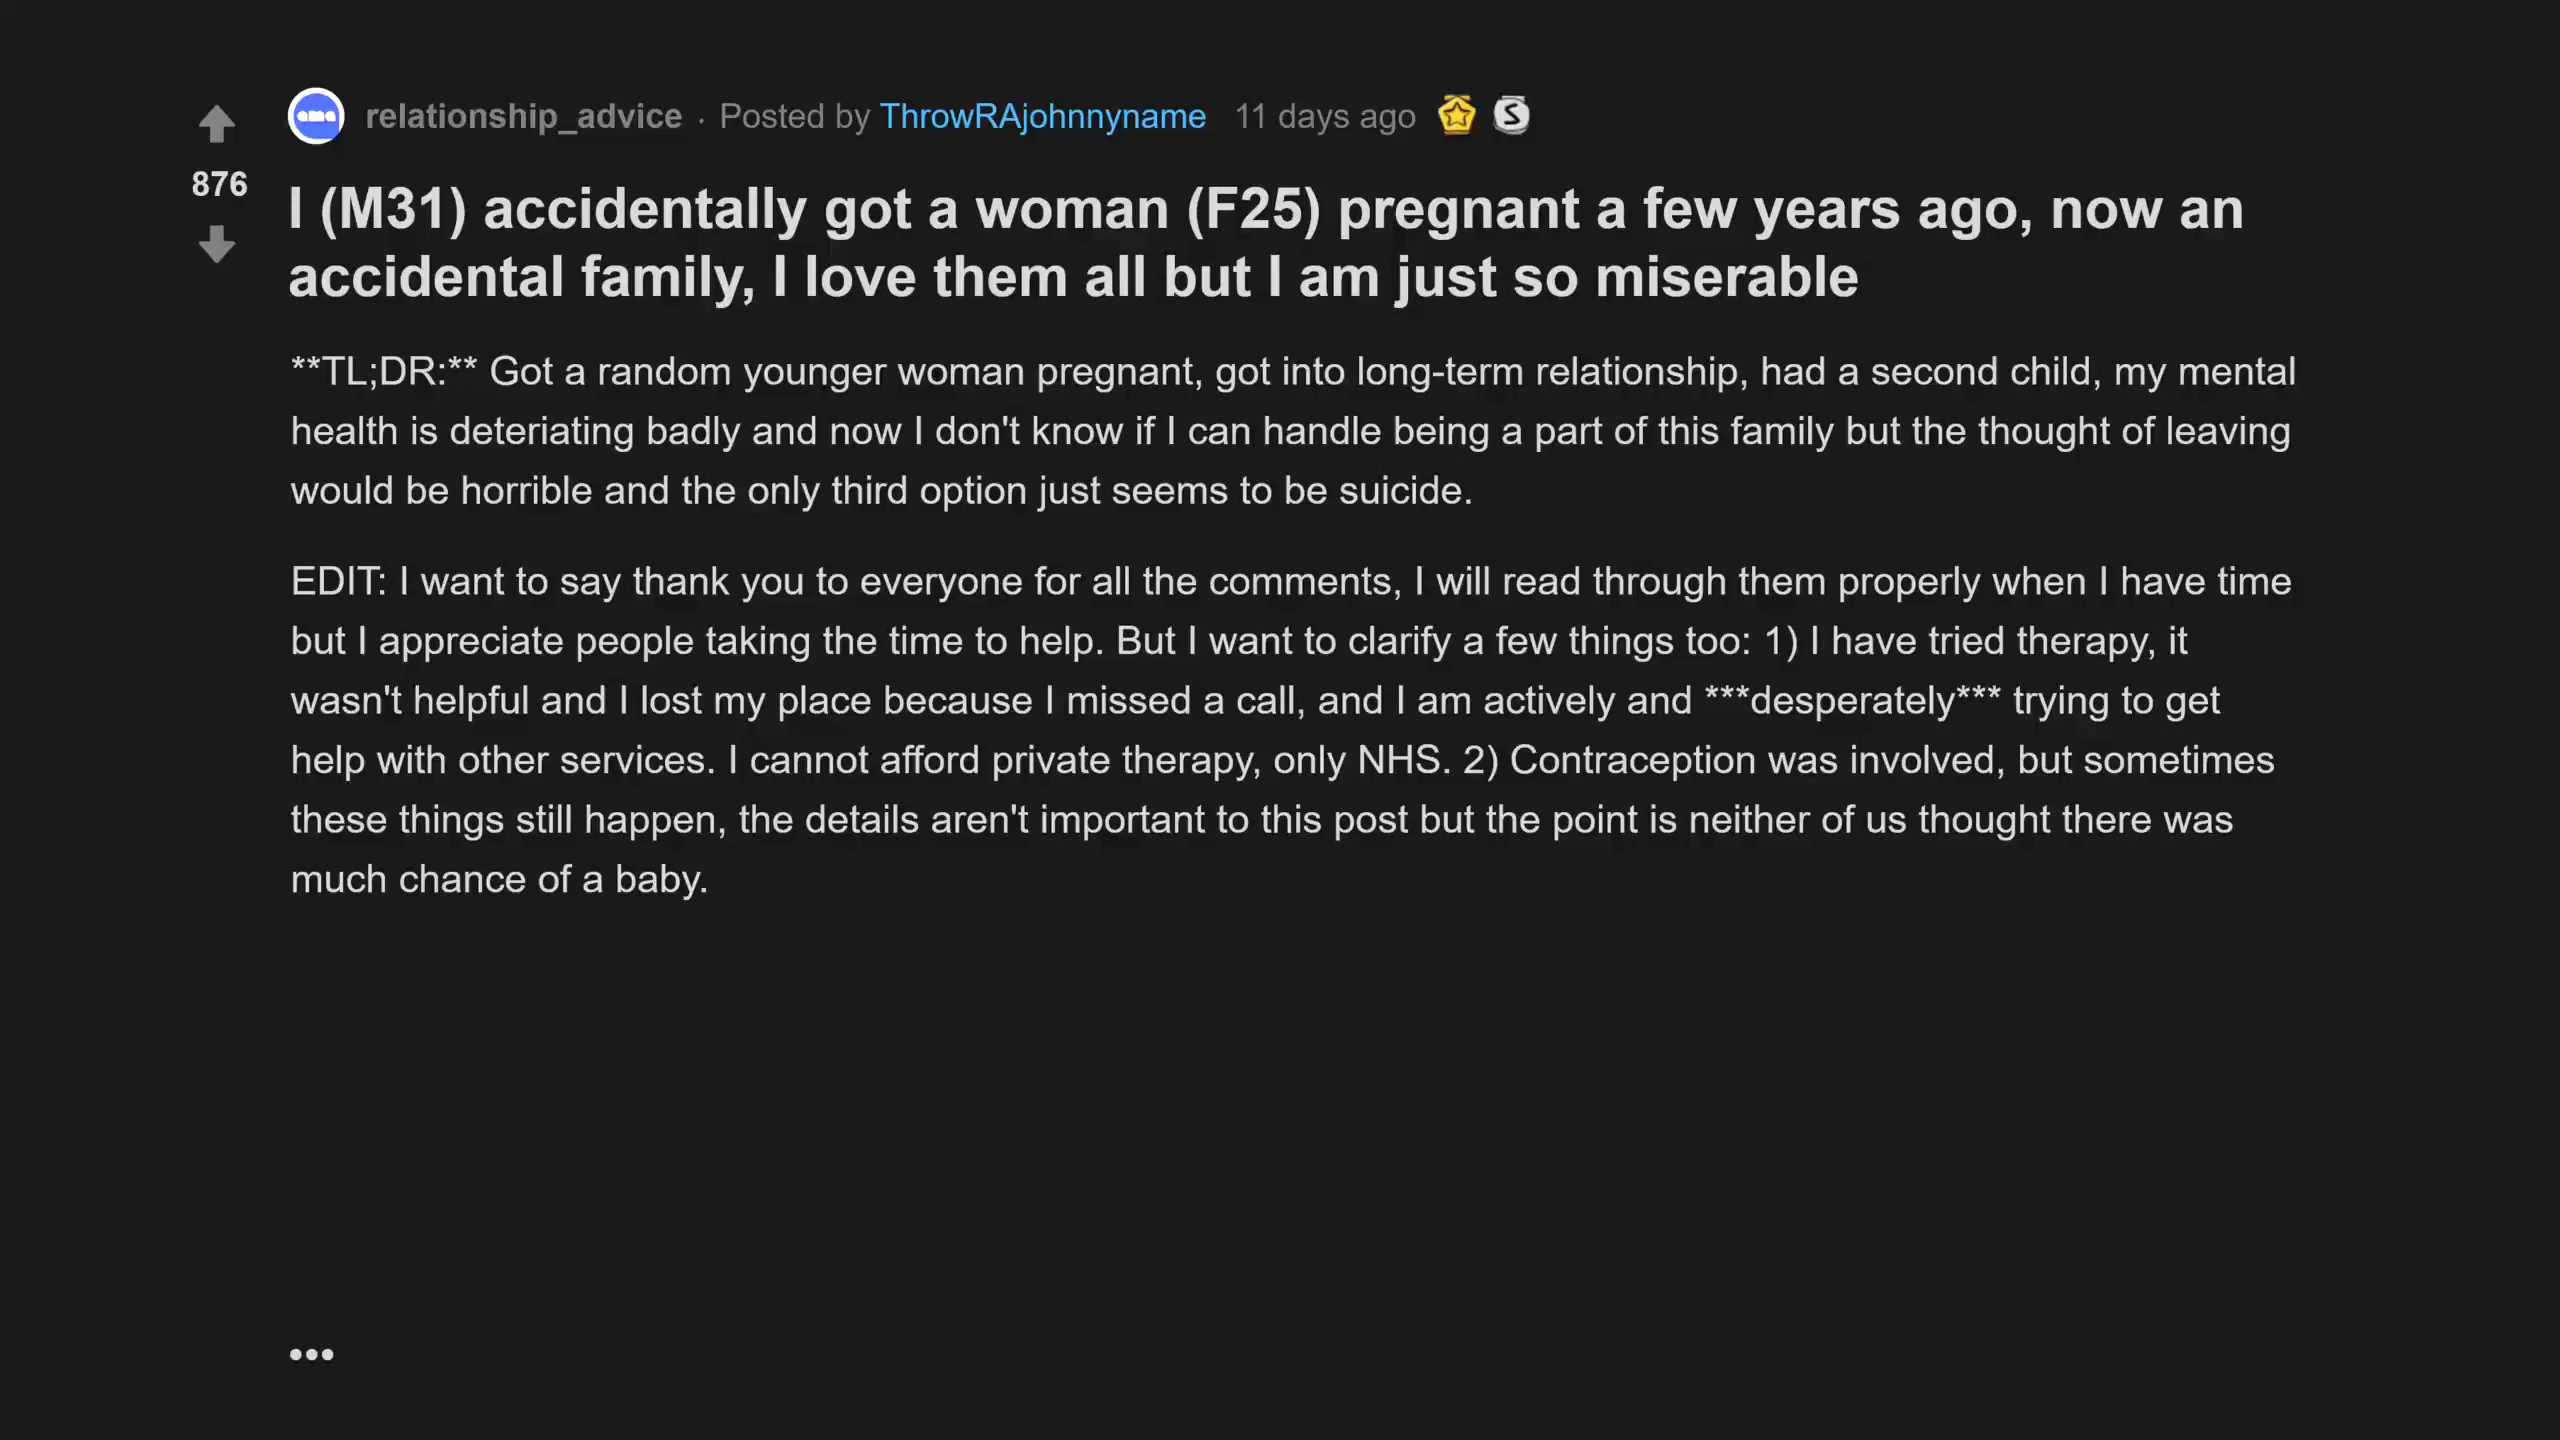 relationship_advice · Posted by ThrowRAjohnnyname 11 days ago
876
I (M31) accidentally got a woman (F25) pregnant a few years ago, now an
accidental family, I love them all but I am just so miserable
**TL;DR:** Got a random younger woman pregnant, got into long-term relationship, had a second child, my mental
health is deteriating badly and now I don't know if I can handle being a part of this family but the thought of leaving
would be horrible and the only third option just seems to be suicide.
EDIT: I want to say thank you to everyone for all the comments, I will read through them properly when I have time
but I appreciate people taking the time to help. But I want to clarify a few things too: 1) I have tried therapy, it
wasn't helpful and I lost my place because I missed a call, and I am actively and ***desperately*** trying to get
help with other services. I cannot afford private therapy, only NHS. 2) Contraception was involved, but sometimes
these things still happen, the details aren't important to this post but the point is neither of us thought there was
much chance of a baby.
•••